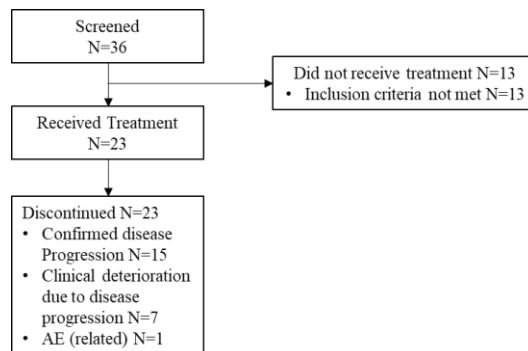 Screened
N=36
Did not receive treatment N=13
• Inclusion criteria not met N=13
Received Treatment
N=23
Discontinued N=23
• Confirmed disease
Progression N=15
• Clinical deterioration
due to disease
progression N=7
• AE (related) N=1